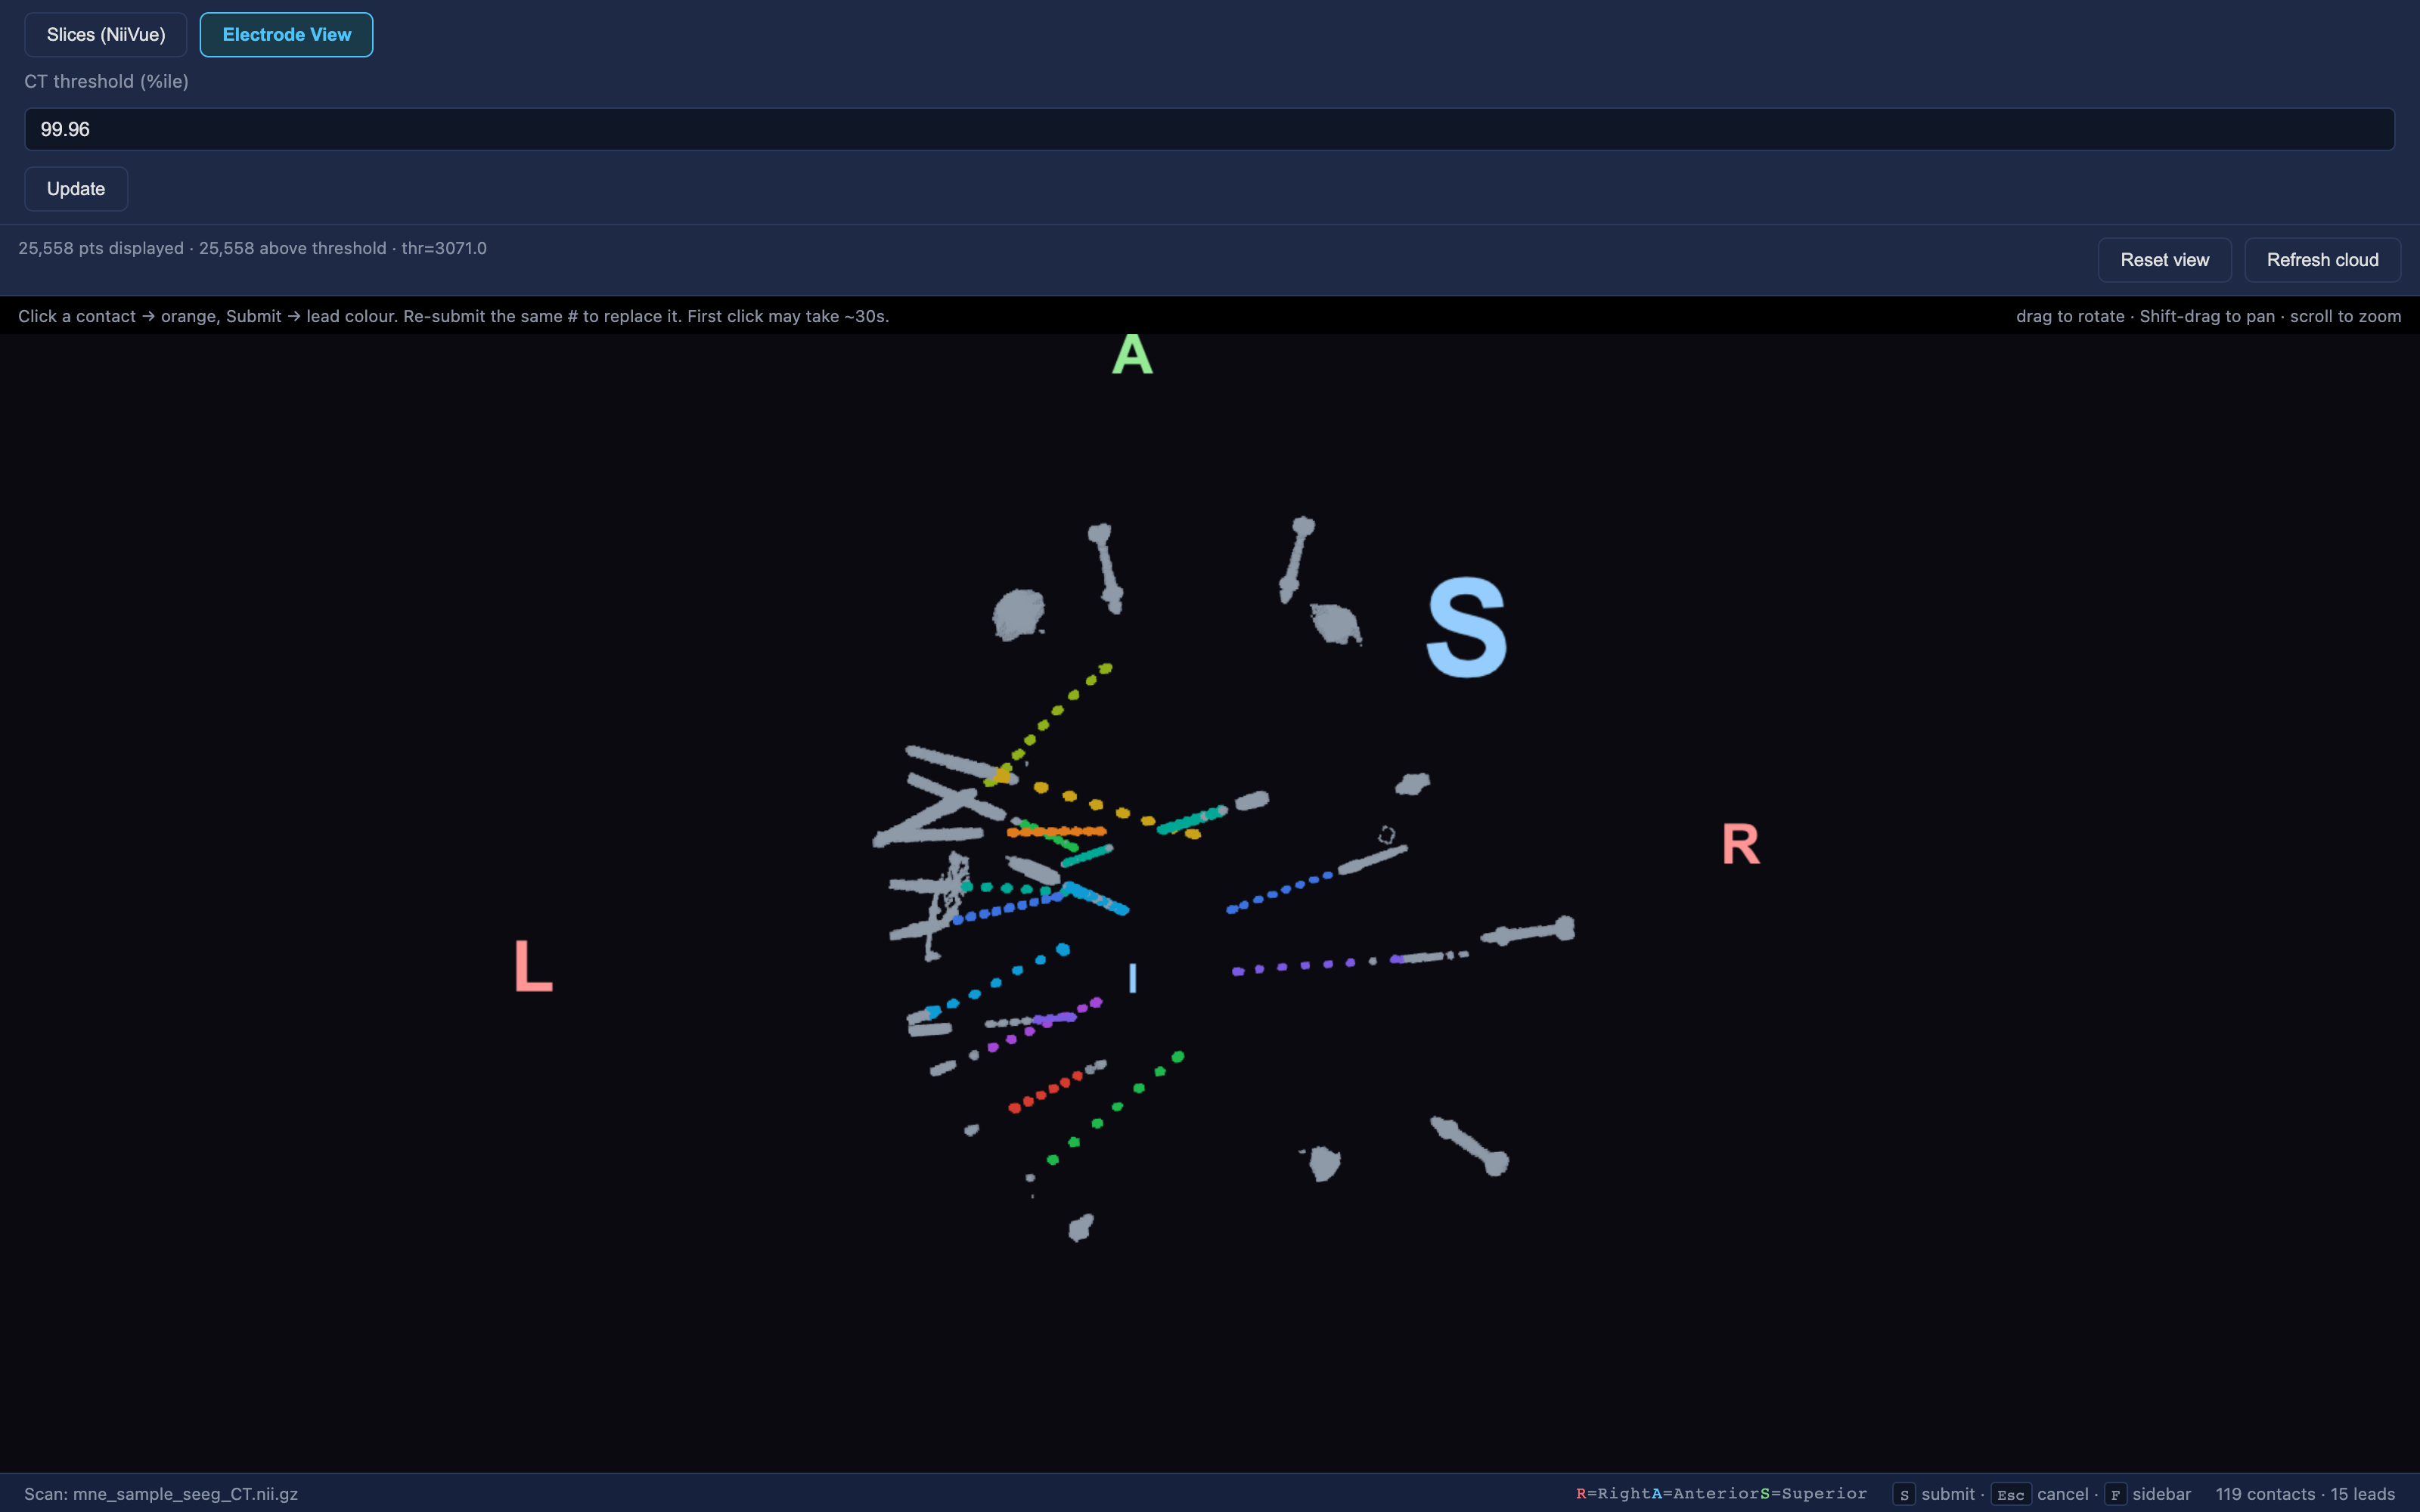 Slices (NiiVue) Electrode View
CT threshold (%ile)
99.96
Update
25,558 pts displayed · 25,558 above threshold · thr=3071.0
Reset view Refresh cloud
Click a contact → orange, Submit → lead colour. Re-submit the same # to replace it. First click may take ~30s.
drag to rotate · Shift-drag to pan · scroll to zoom
A
S
R
L
I
Scan: mne_sample_seeg_CT.nii.gz
R=RightA=AnteriorS=Superior S submit · Esc cancel · F sidebar 119 contacts · 15 leads